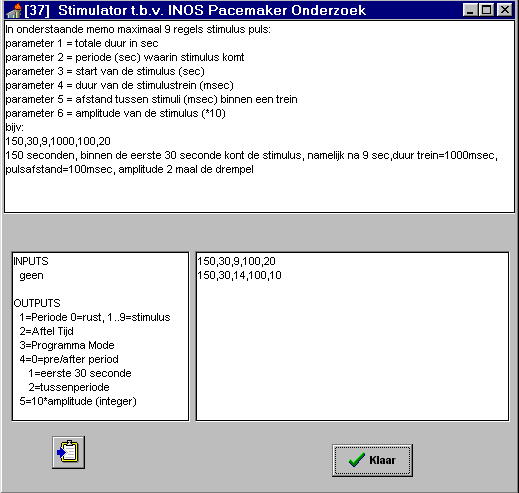 [37] Stimulator t.b.v. INOS Pacemaker Onderzoek
In onderstaande memo maximaal 9 regels stimulus puls:
parameter 1 = totale duur in sec
parameter 2 = periode (sec) waarin stimulus komt
parameter 3 = start van de stimulus (sec)
parameter 4 = duur van de stimulustrein (msec)
parameter 5 = afstand tussen stimuli (msec) binnen een trein
parameter 6 = amplitude van de stimulus (*10)
bijv:
150,30,9,1000,100,20
150 seconden, binnen de eerste 30 seconde kont de stimulus, namelijk na 9 sec,duur trein=1000msec,
pulsafstand=100msec, amplitude 2 maal de drempel
INPUTS
geen
OUTPUTS
1=Periode 0=rust, 1..9=stimulus
2=Aftel Tijd
3=Programma Mode
4=0=pre/after period
1=eerste 30 seconde
2=tussenperiode
5=10*amplitude (integer)
150,30,9,100,20
150,30,14,100,10
Klaar